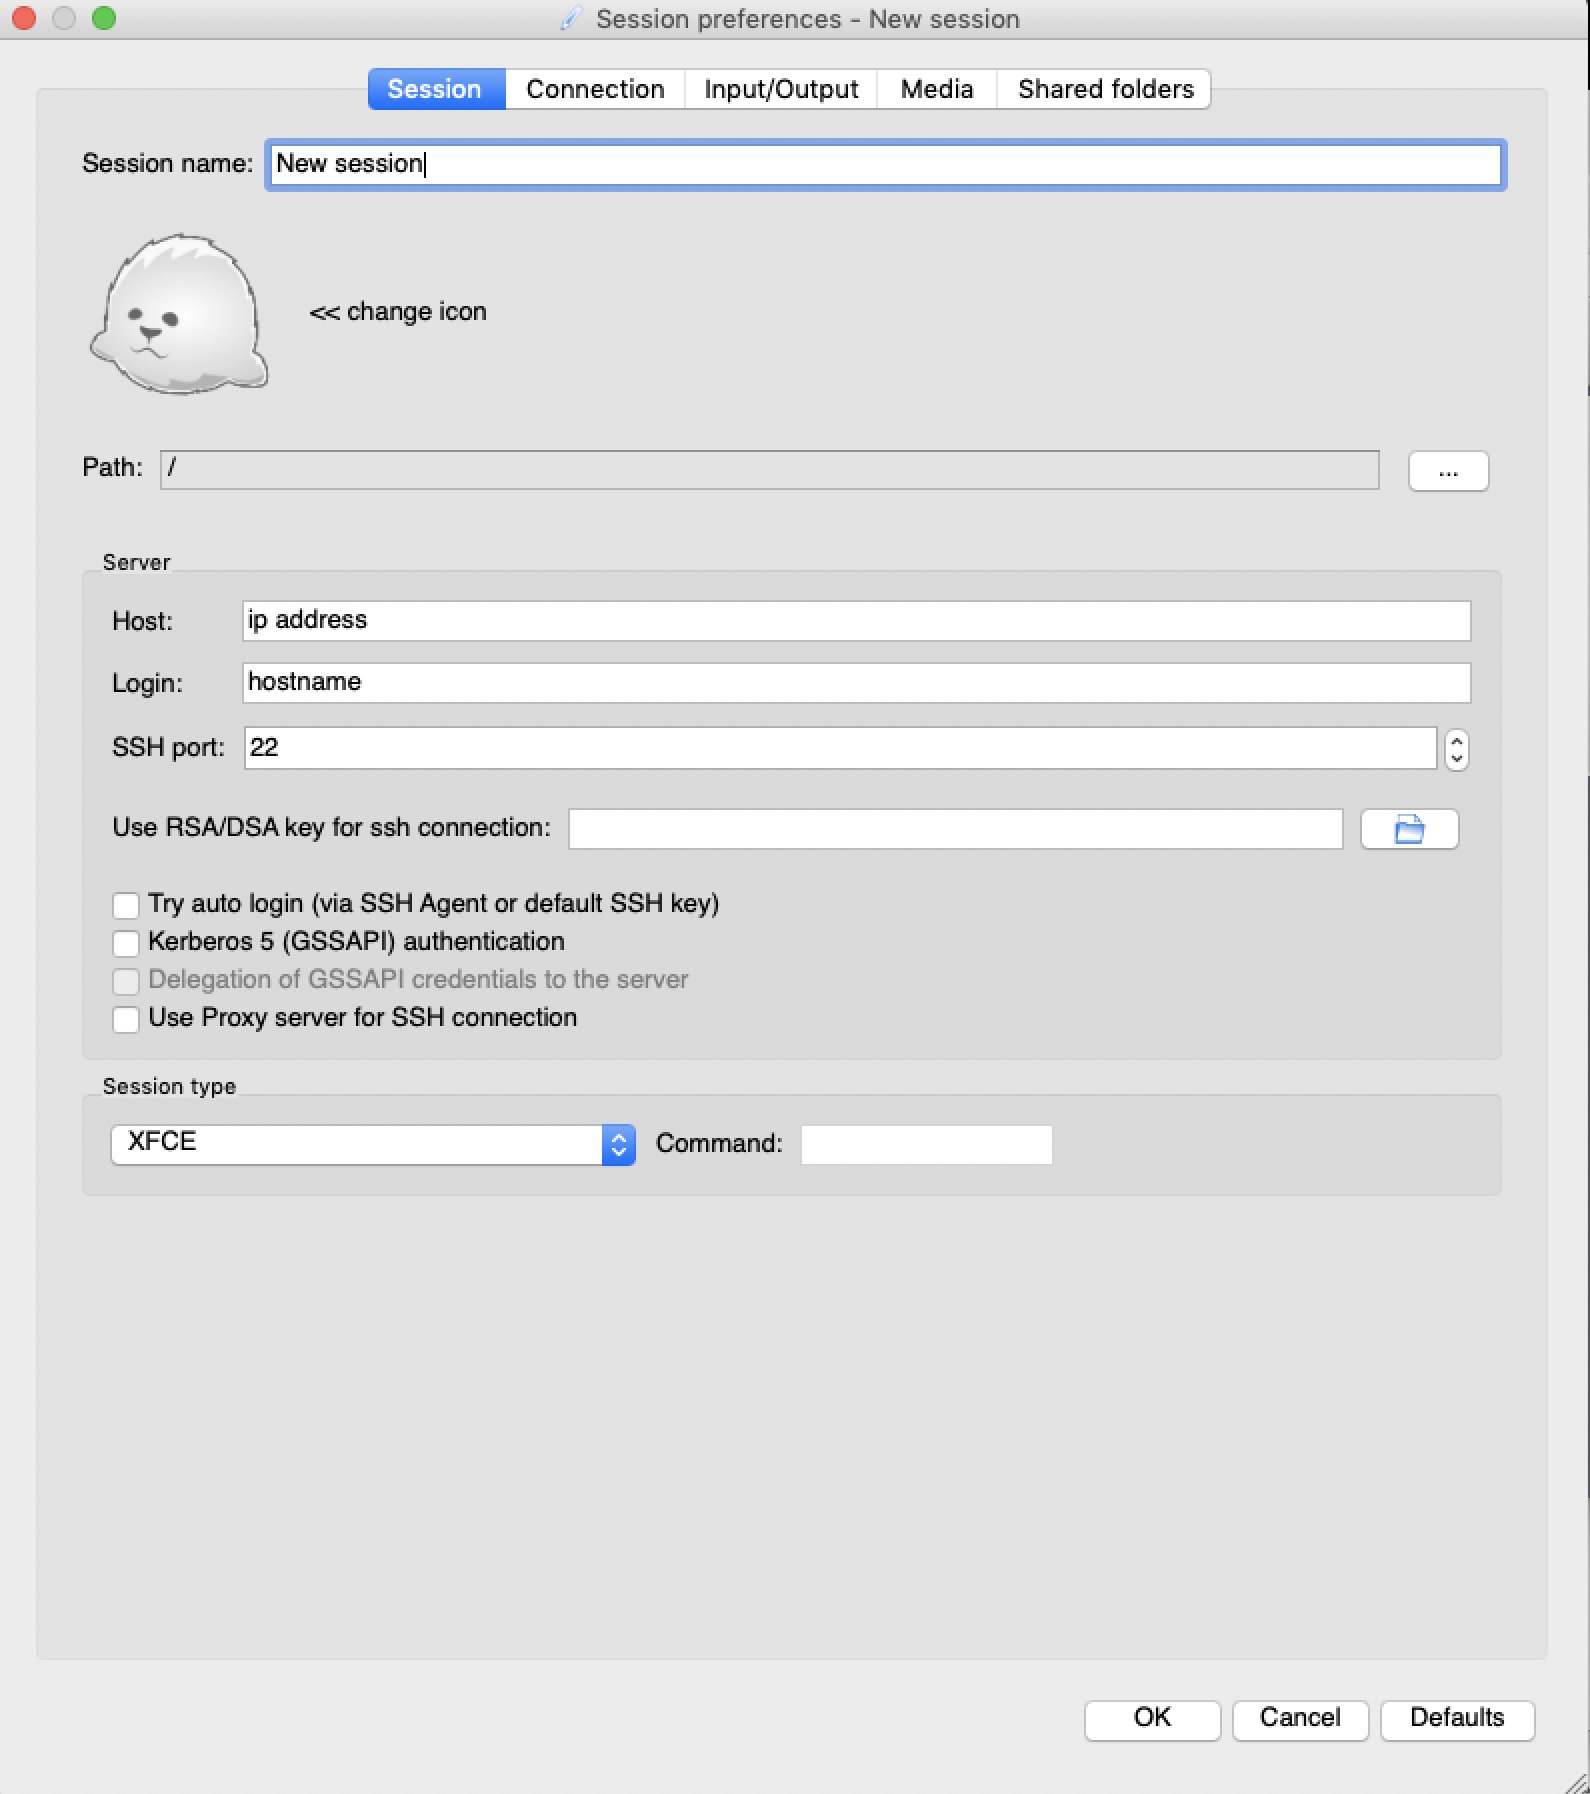 Session preferences - New session
Session Connection Input/Output Media Shared folders
Session name: New session
<< change icon
Path: / ...
Server
Host: ip address
Login: hostname
SSH port: 22
Use RSA/DSA key for ssh connection:
Try auto login (via SSH Agent or default SSH key)
Kerberos 5 (GSSAPI) authentication
Delegation of GSSAPI credentials to the server
Use Proxy server for SSH connection
Session type
XFCE Command:
OK Cancel Defaults